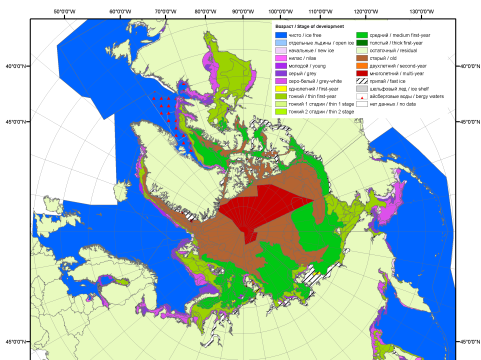 50°0'0"W 60°0'0"W 70°0'0"W 80°0'0"W 90°0'0"W 100°0'0"W 110°0'0"W 120°0'0"W 130°0'0"W
Возраст / Stage of development
чисто / ice free
отдельные льдины / open ice
начальные / new ice
нилас / nilas
молодой / young
серый / grey
серо-белый / grey-white
однолетний / first-year
тонкий / thin first-year
тонкий 1 стадии / thin 1 stage
тонкий 2 стадии / thin 2 stage
средний / medium first-year
толстый / thick first-year
остаточный / residual
старый / old
двухлетний / second-year
многолетний / multi-year
припай / fast ice
шельфовый лед / ice shelf
айсберговые воды / bergy waters
нет данных / no data
40°0'0"W
45°0'0"W
45°0'0"W